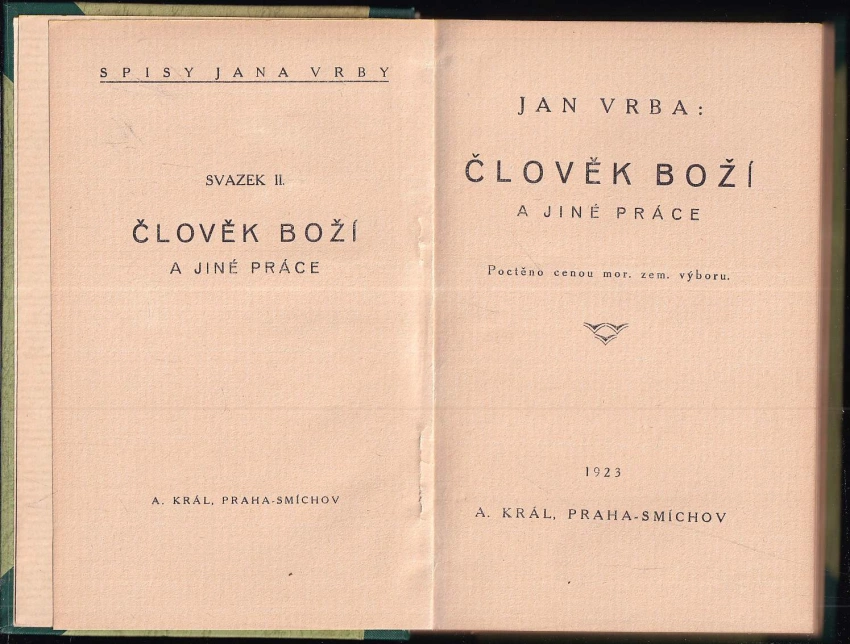 SPISY JANA VRBY
SVAZEK II.
ČLOVĚK BOŽÍ
A JINÉ PRÁCE
A. KRÁL, PRAHA-SMÍCHOV
JAN VRBA:
ČLOVĚK BOŽÍ
A JINÉ PRÁCE
Poctěno cenou mor. zem. výboru.
1923
A. KRÁL, PRAHA-SMÍCHOV